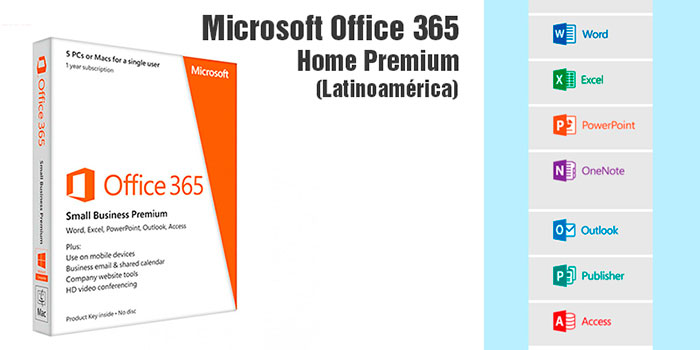 Microsoft Office 365
Home Premium
(Latinoamérica)
5 PCs or Macs for a single user
1 year subscription
Microsoft
Office 365
Small Business Premium
Word, Excel, PowerPoint, Outlook, Access
Plus:
Use on mobile devices
Business email & shared calendar
Company website tools
HD video conferencing
Product Key inside • No disc
Office 365
Small Business Premium
Mac
Word
Excel
PowerPoint
OneNote
Outlook
Publisher
Access